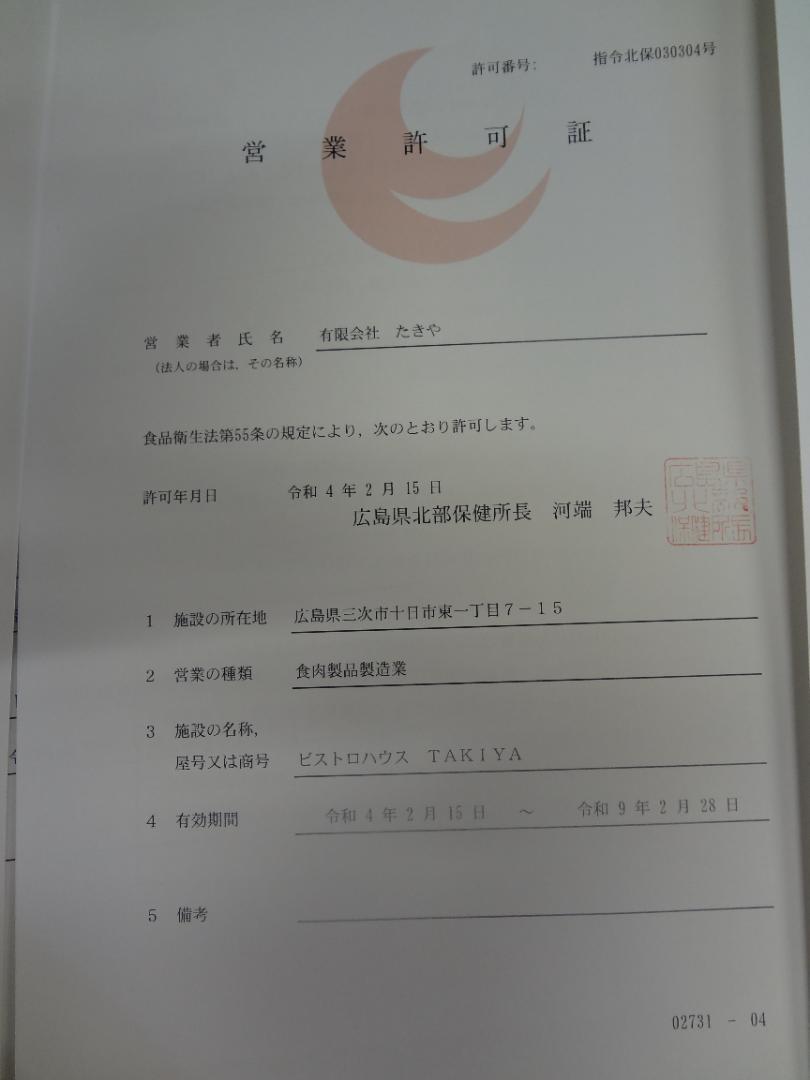 許可番号: 指令北保030304号
営業許可証
営業者氏名 有限会社 たきや
(法人の場合は,その名称)
食品衛生法第55条の規定により,次のとおり許可します。
許可年月日 令和 4 年 2 月 15 日
広島県北部保健所長 河端 邦夫
広島県北部保健所長
1 施設の所在地 広島県三次市十日市東一丁目7-15
2 営業の種類 食肉製品製造業
3 施設の名称,
屋号又は商号 ビストロハウス TAKIYA
4 有効期間 令和 4 年 2 月 15 日 ~ 令和 9 年 2 月 28 日
5 備考
02731 - 04